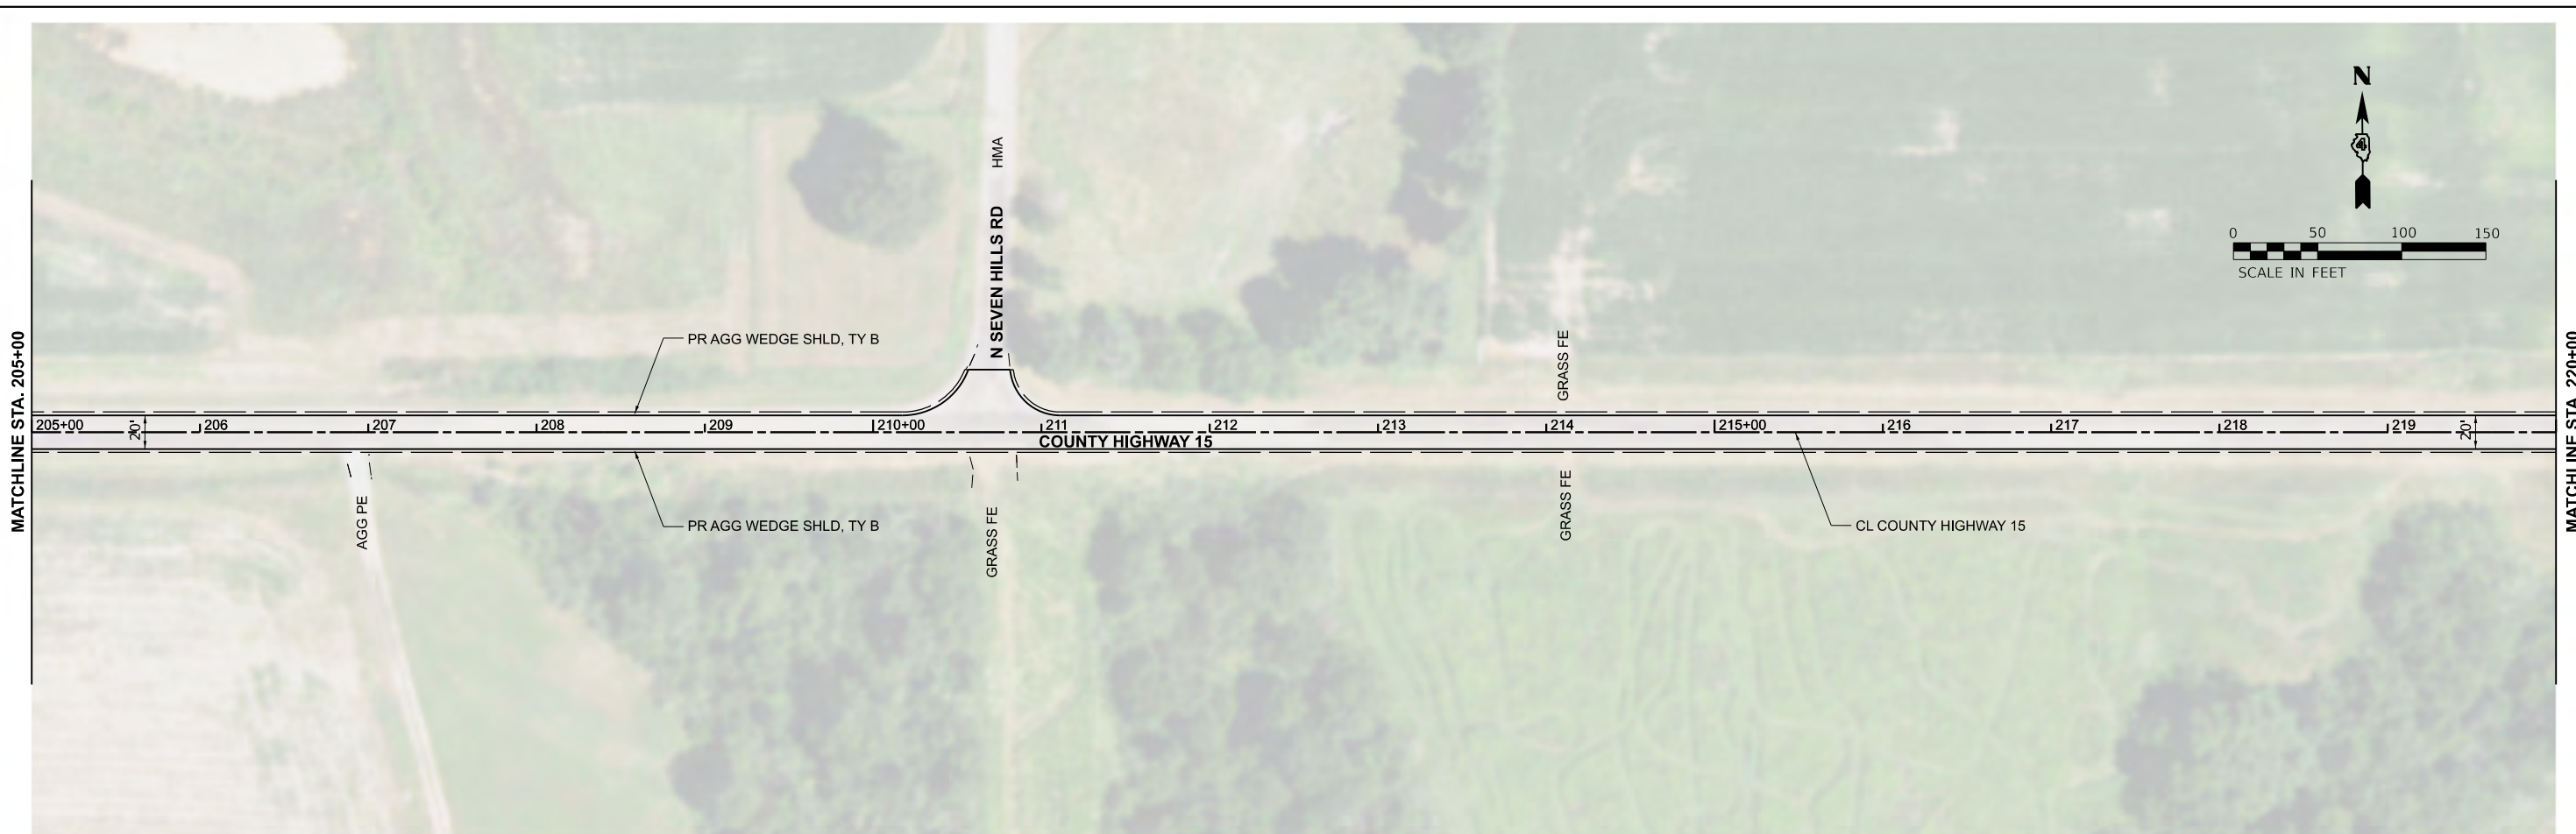 N
4
0 50 100 150
SCALE IN FEET
HMA
N SEVEN HILLS RD
PR AGG WEDGE SHLD, TY B
GRASS FE
MATCHLINE STA. 205+00
MATCHLINE STA. 220+00
205+00 206 207 208 209 210+00 211 212 213 214 215+00 216 217 218 219
20' 20'
COUNTY HIGHWAY 15
AGG PE
PR AGG WEDGE SHLD, TY B
GRASS FE
GRASS FE
CL COUNTY HIGHWAY 15